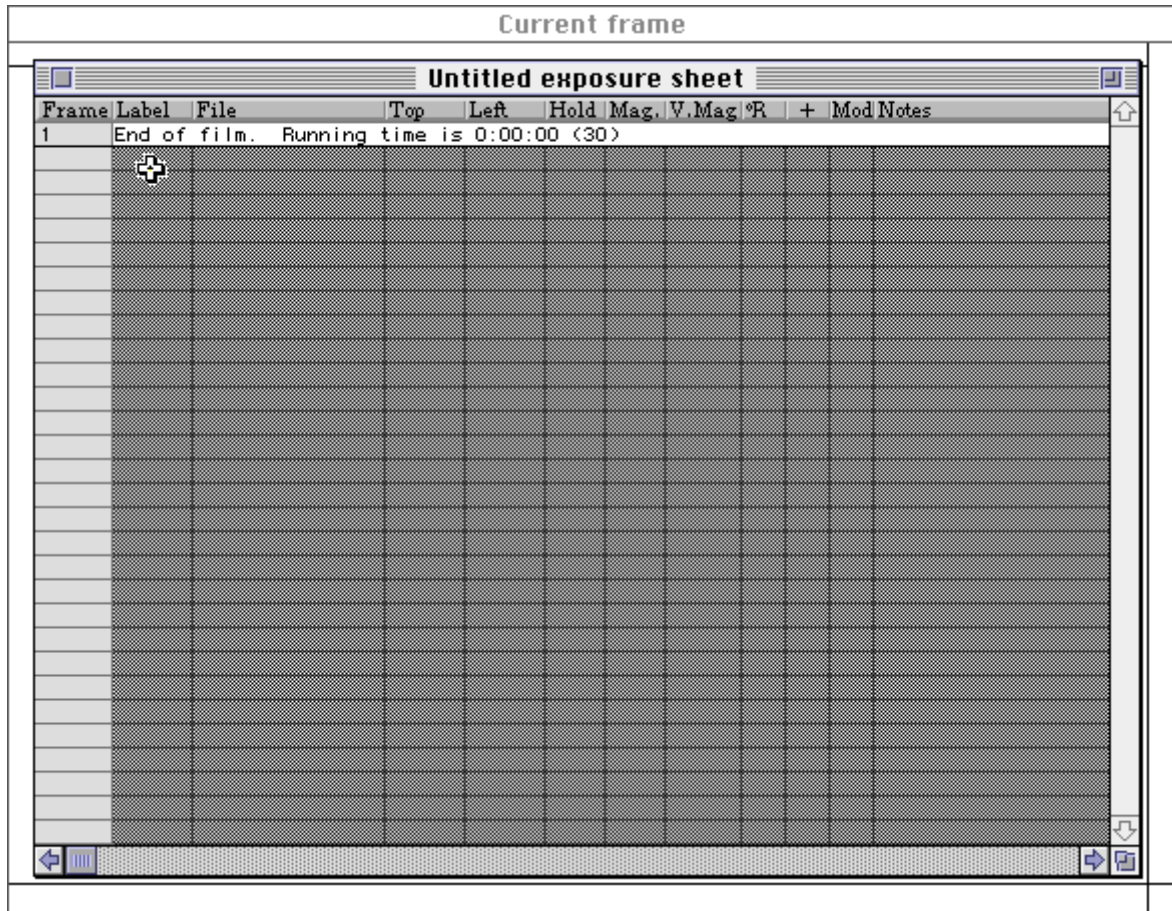 Current frame
Untitled exposure sheet
Frame Label File Top Left Hold Mag. V.Mag °R + Mod Notes
1 End of film. Running time is 0:00:00 (30)